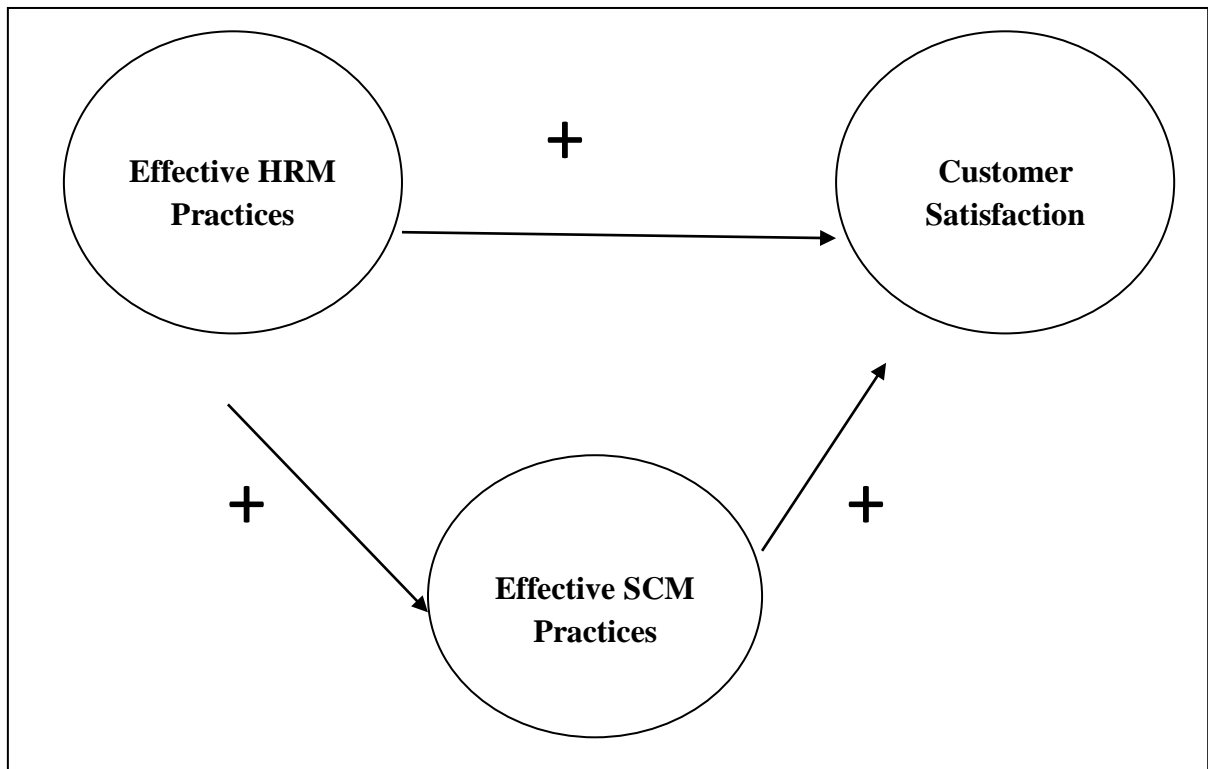 Effective HRM
Practices
+
Customer
Satisfaction
+
+
Effective SCM
Practices